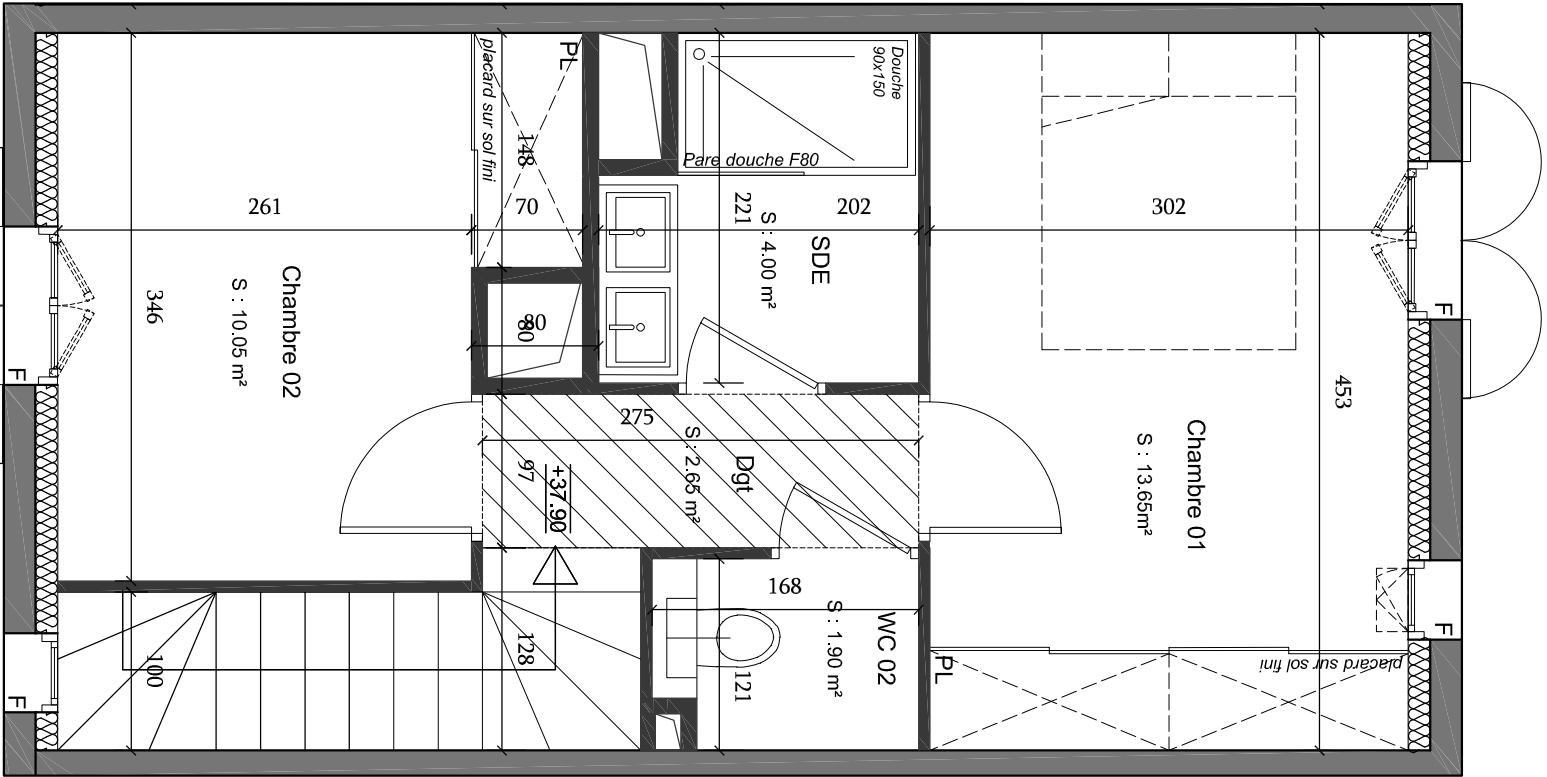 PL
placard sur sol fini
148
Douche
90x150
Pare douche F80
261
70
221
202
302
SDE
S : 4.00 m²
Chambre 02
S : 10.05 m²
346
80
80
F
F
453
275
Dgt
S : 2.65 m²
97
+37.90
Chambre 01
S : 13.65m²
168
WC 02
S : 1.90 m²
128
121
100
PL
placard sur sol fini
F
F